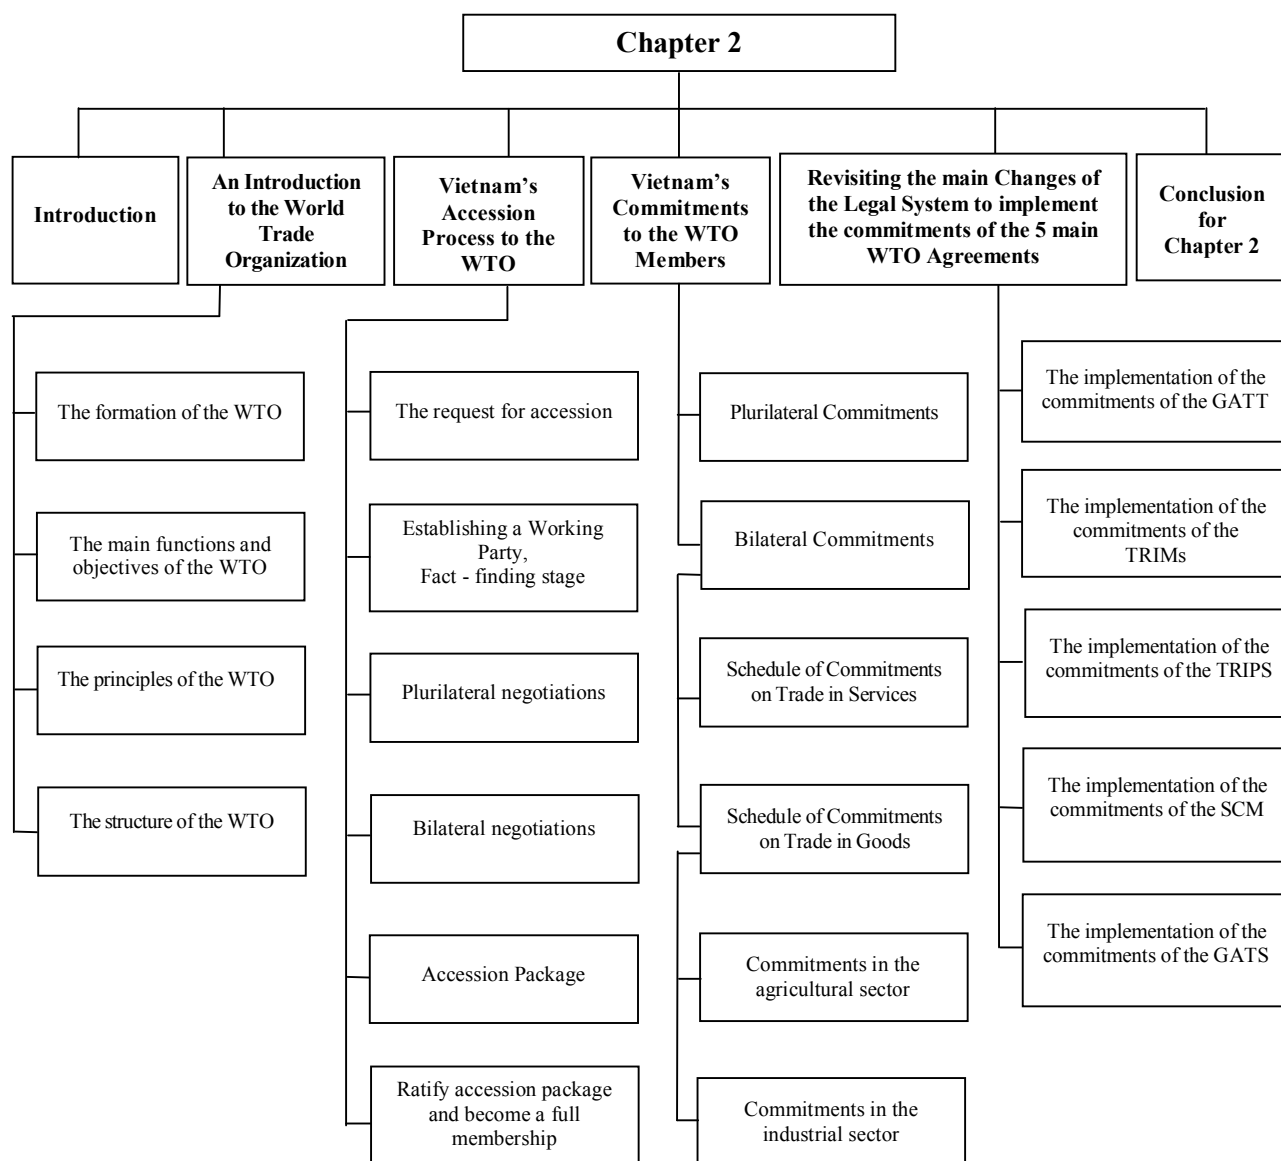 Chapter 2
Introduction
An Introduction
to the World
Trade
Organization
Vietnam's
Accession
Process to the
WTO
Vietnam's
Commitments
to the WTO
Members
Revisiting the main Changes of
the Legal System to implement
the commitments of the 5 main
WTO Agreements
Conclusion
for
Chapter 2
The formation of the WTO
The main functions and
objectives of the WTO
The principles of the WTO
The structure of the WTO
The request for accession
Establishing a Working
Party,
Fact - finding stage
Plurilateral negotiations
Bilateral negotiations
Accession Package
Ratify accession package
and become a full
membership
Plurilateral Commitments
Bilateral Commitments
Schedule of Commitments
on Trade in Services
Schedule of Commitments
on Trade in Goods
Commitments in the
agricultural sector
Commitments in the
industrial sector
The implementation of the
commitments of the GATT
The implementation of the
commitments of the
TRIMs
The implementation of the
commitments of the TRIPS
The implementation of the
commitments of the SCM
The implementation of the
commitments of the GATS